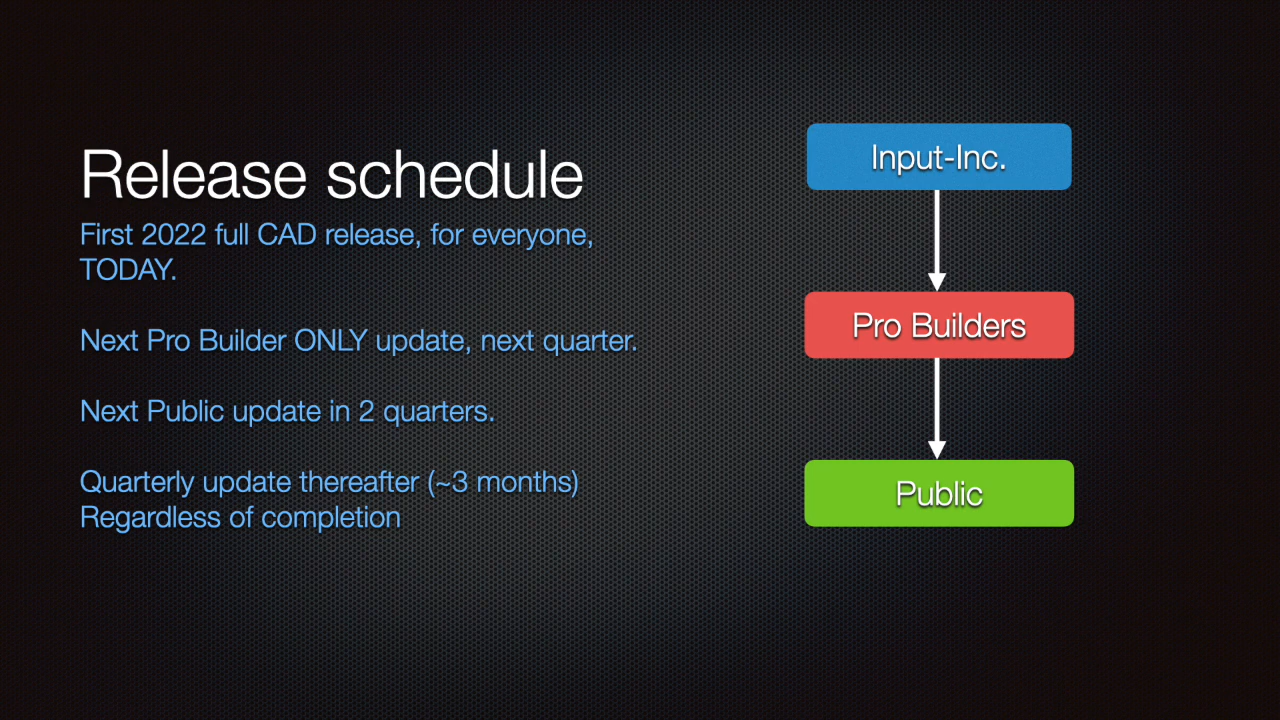 Release schedule
First 2022 full CAD release, for everyone,
TODAY.
Next Pro Builder ONLY update, next quarter.
Next Public update in 2 quarters.
Quarterly update thereafter (~3 months)
Regardless of completion
Input-Inc.
Pro Builders
Public